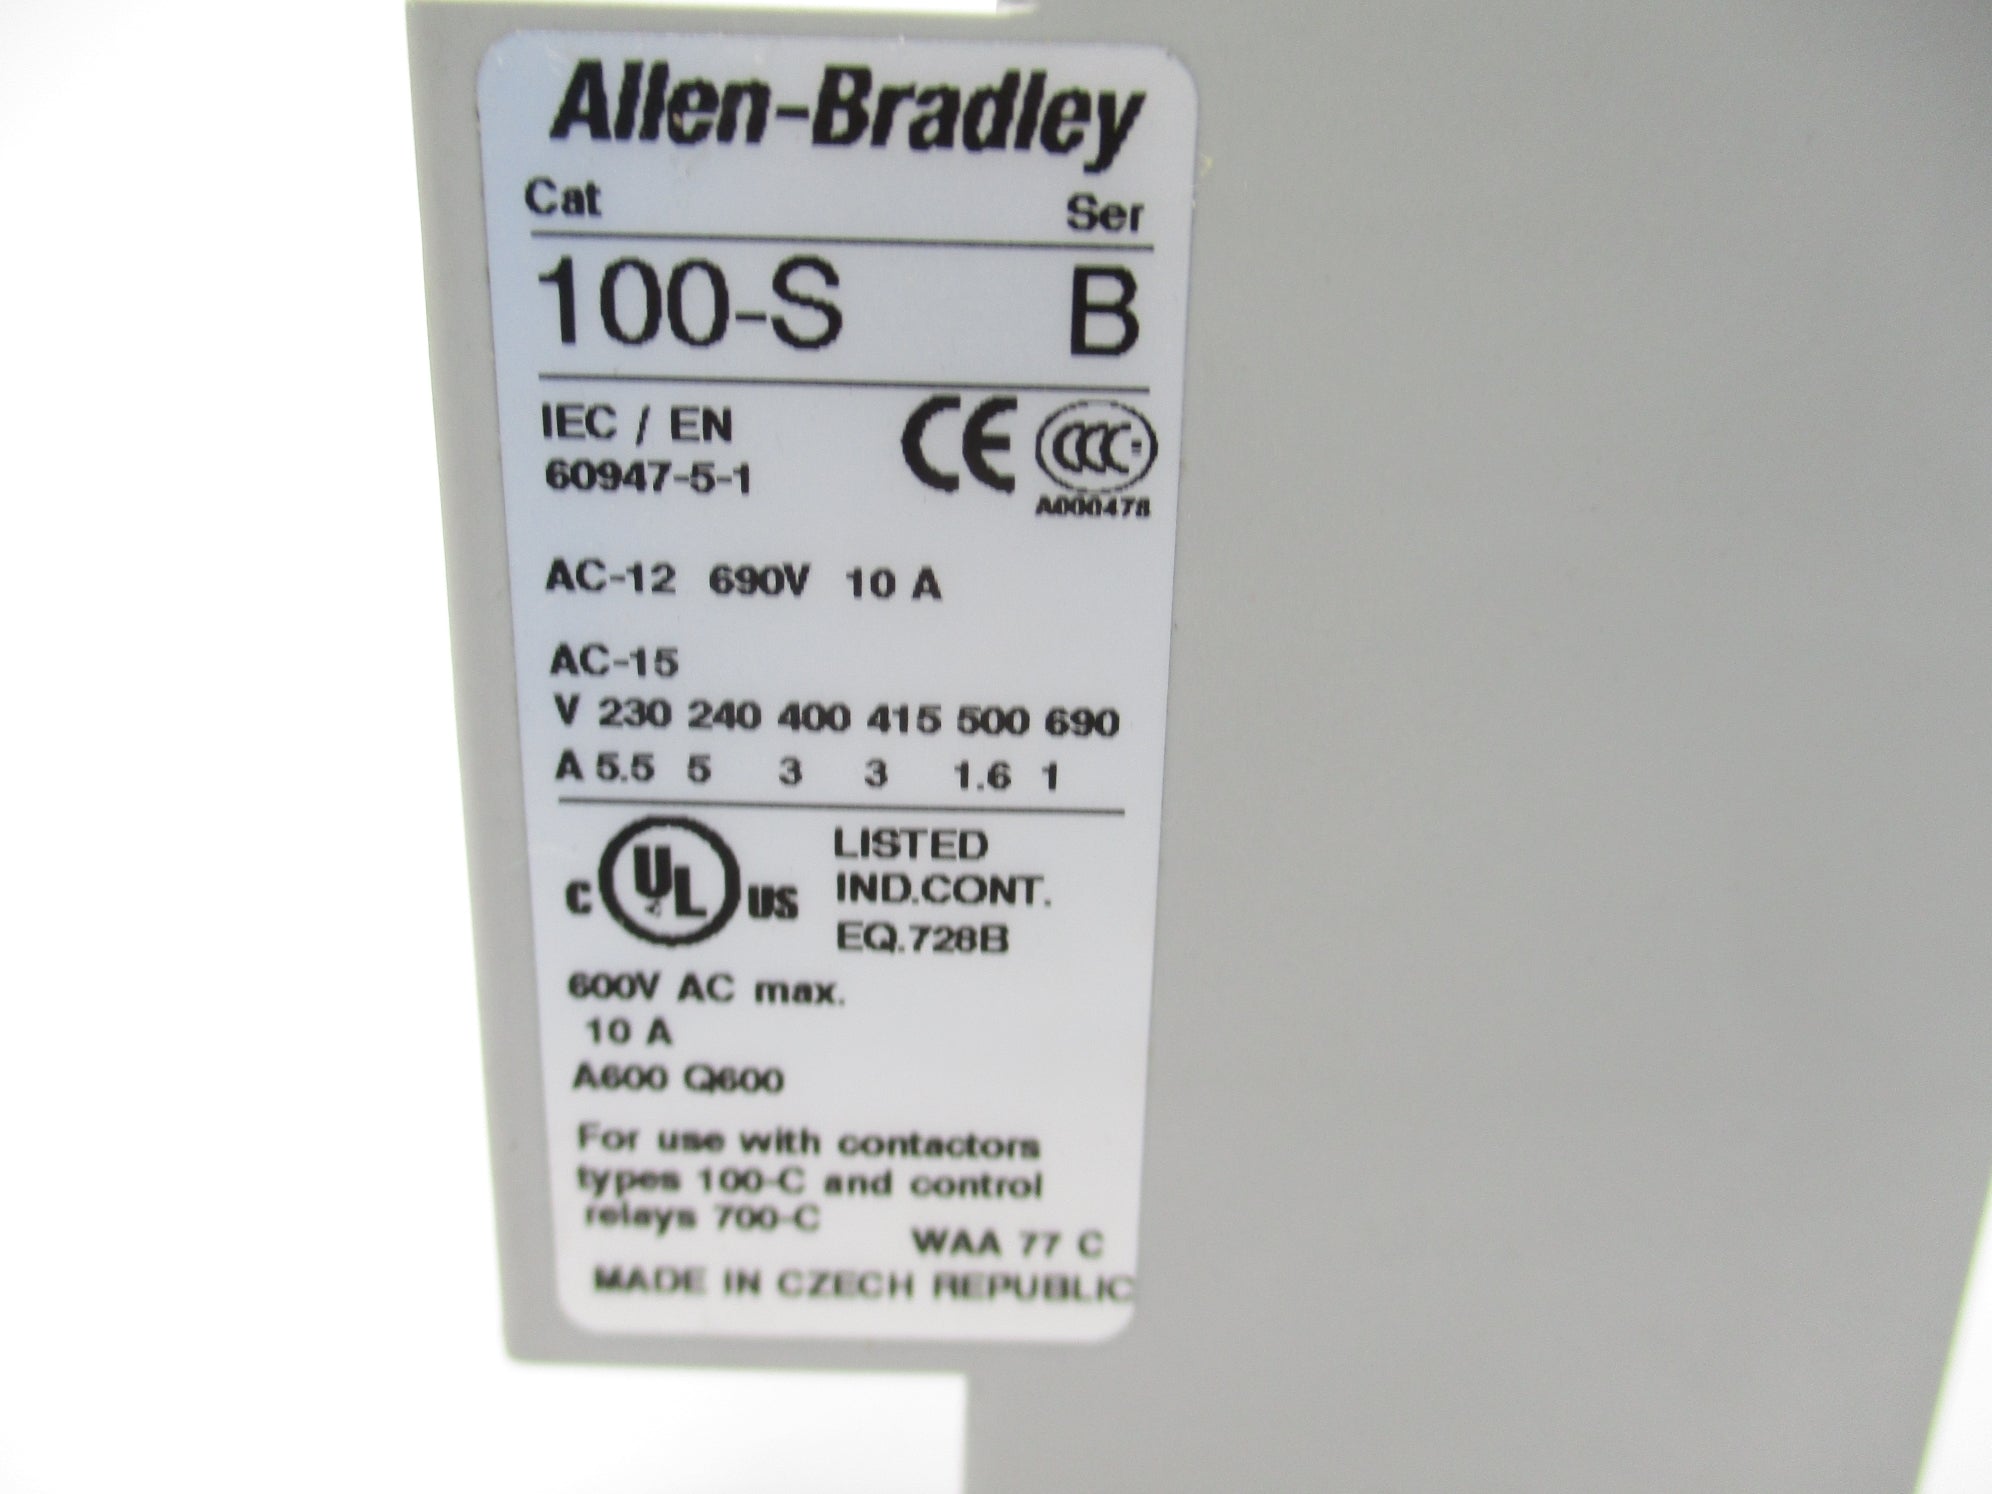 Allen-Bradley
Cat Ser
100-S B
IEC / EN
60947-5-1
CE CCC
A000478
AC-12 690V 10 A
AC-15
V 230 240 400 415 500 690
A 5.5 5 3 3 1.6 1
C UL US
LISTED
IND.CONT.
EQ.728B
600V AC max.
10 A
A600 Q600
For use with contactors
types 100-C and control
relays 700-C
WAA 77 C
MADE IN CZECH REPUBLIC